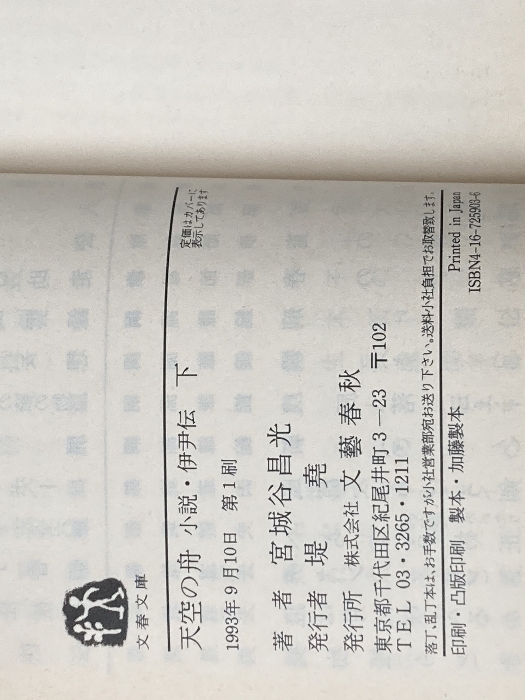 文春文庫
定価はカバーに
表示してあります
天空の舟 小説・伊尹伝 下
1993年9月10日 第1刷
著者 宮城谷昌光
発行者 堤 堯
発行所 株式会社 文藝春秋
東京都千代田区紀尾井町3—23 〒102
TEL 03・3265・1211
落丁、乱丁本は、お手数ですが小社営業部宛お送り下さい。送料小社負担でお取替致します。
印刷・凸版印刷 製本・加藤製本
Printed in Japan
ISBN4-16-725903-6